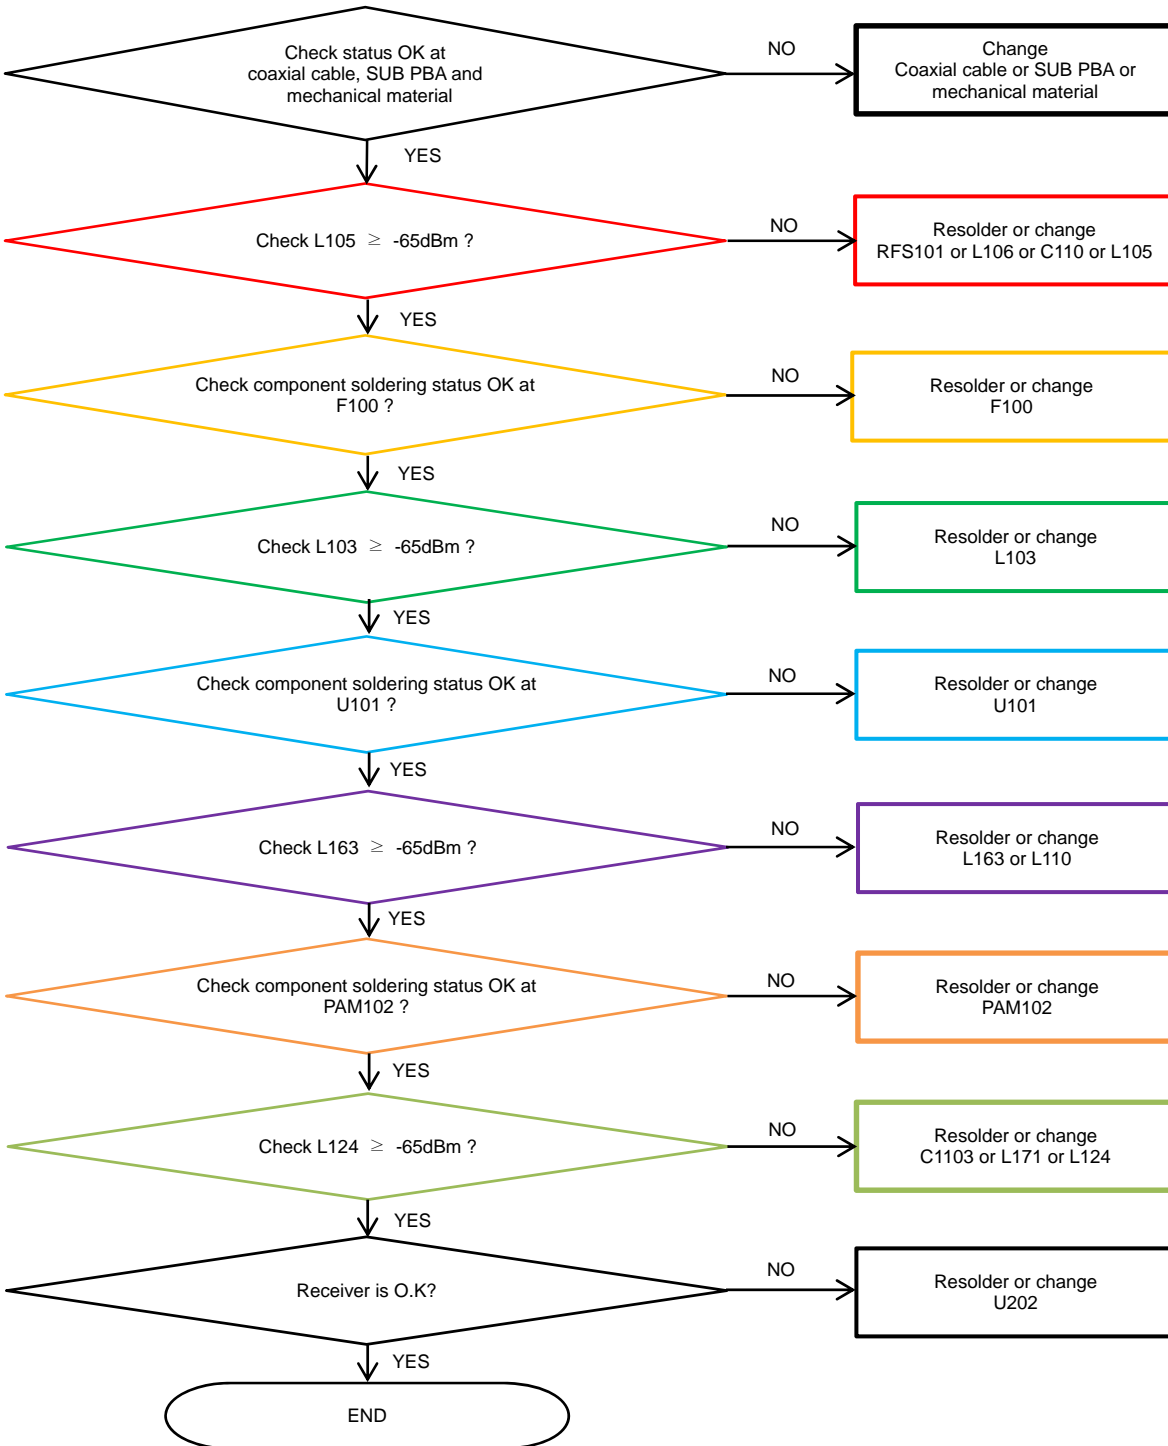 Check status OK at
coaxial cable, SUB PBA and
mechanical material
NO
Change
Coaxial cable or SUB PBA or
mechanical material
YES
Check L105 ≥ -65dBm ?
NO
Resolder or change
RFS101 or L106 or C110 or L105
YES
Check component soldering status OK at
F100 ?
NO
Resolder or change
F100
YES
Check L103 ≥ -65dBm ?
NO
Resolder or change
L103
YES
Check component soldering status OK at
U101 ?
NO
Resolder or change
U101
YES
Check L163 ≥ -65dBm ?
NO
Resolder or change
L163 or L110
YES
Check component soldering status OK at
PAM102 ?
NO
Resolder or change
PAM102
YES
Check L124 ≥ -65dBm ?
NO
Resolder or change
C1103 or L171 or L124
YES
Receiver is O.K?
NO
Resolder or change
U202
YES
END